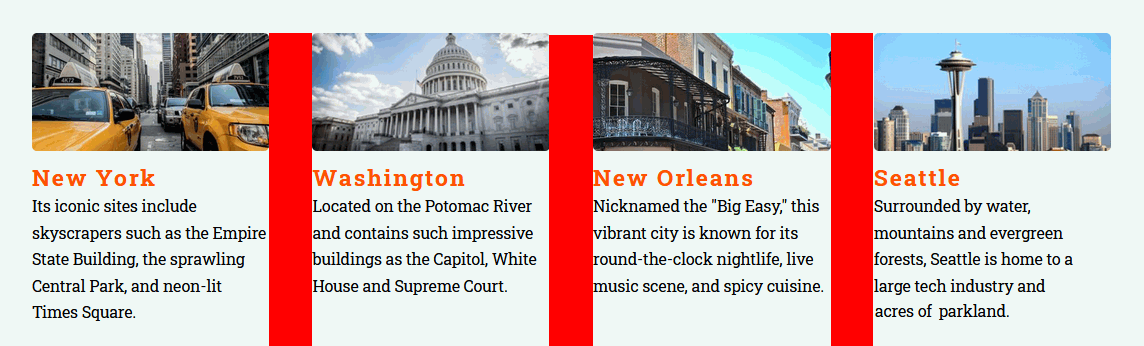 New York
Its iconic sites include
skyscrapers such as the Empire
State Building, the sprawling
Central Park, and neon-lit
Times Square.
Washington
Located on the Potomac River
and contains such impressive
buildings as the Capitol, White
House and Supreme Court.
New Orleans
Nicknamed the "Big Easy," this
vibrant city is known for its
round-the-clock nightlife, live
music scene, and spicy cuisine.
Seattle
Surrounded by water,
mountains and evergreen
forests, Seattle is home to a
large tech industry and
acres of parkland.